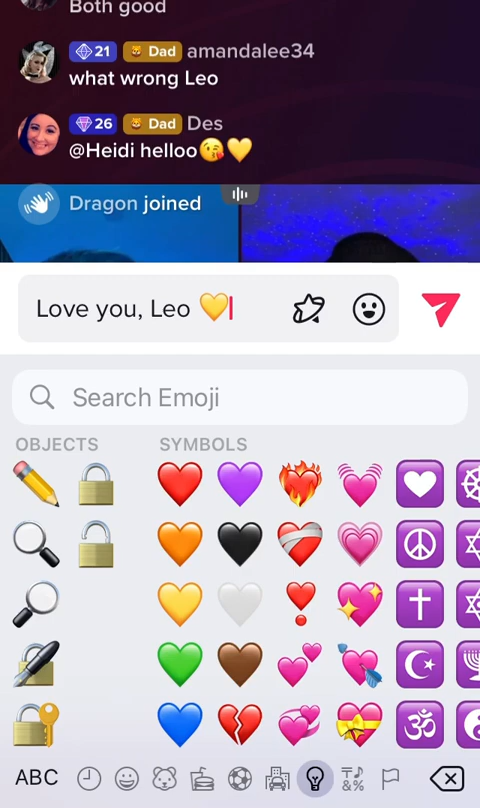 Both good
21 Dad amandalee34
what wrong Leo
26 Dad Des
@Heidi helloo😘💛
Dragon joined
Love you, Leo 💛
Search Emoji
OBJECTS SYMBOLS
ABC